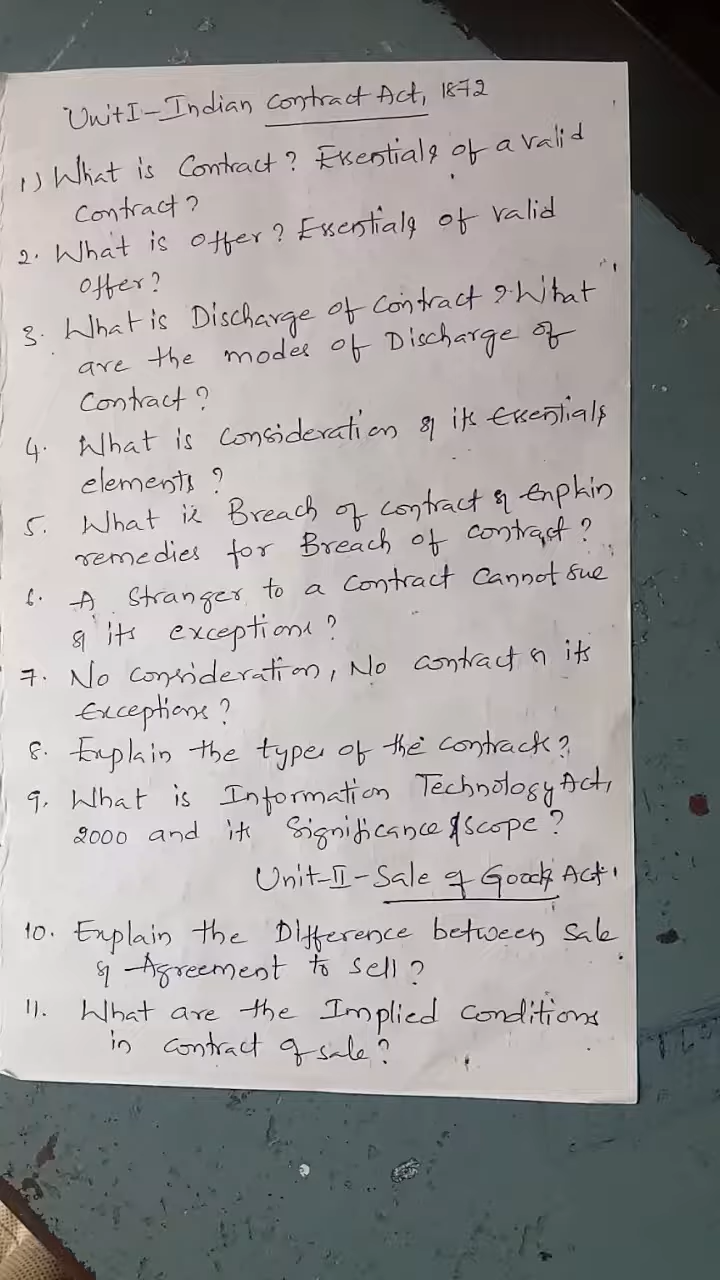 Unit I - Indian Contract Act, 1872
1) What is Contract? Essentials of a valid
Contract?
2. What is offer? Essentials of valid
offer?
3. What is Discharge of Contract? What
are the modes of Discharge of
Contract?
4. What is Consideration & its Essentials
elements?
5. What is Breach of contract & Explain
remedies for Breach of contract?
6. A Stranger to a Contract Cannot Sue
& its exceptions?
7. No Consideration, No contract & its
Exceptions?
8. Explain the types of the contracts?
9. What is Information Technology Act,
2000 and its Significance & scope?
Unit-II - Sale of Goods Act.
10. Explain the Difference between Sale
& Agreement to Sell?
11. What are the Implied conditions
in contract of sale?